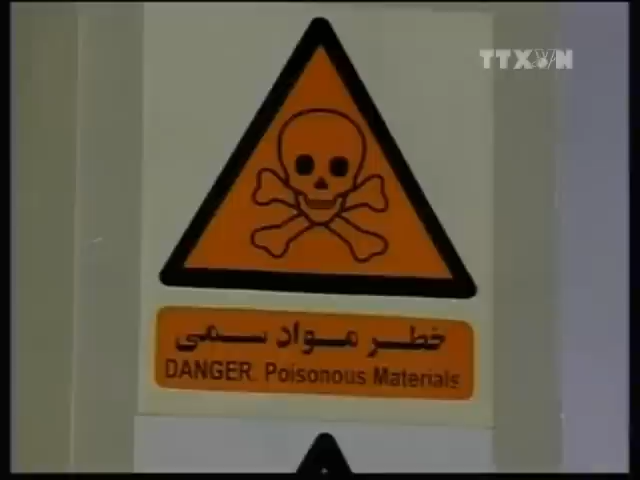 TTXVN
خطر مواد سمی
DANGER. Poisonous Materials